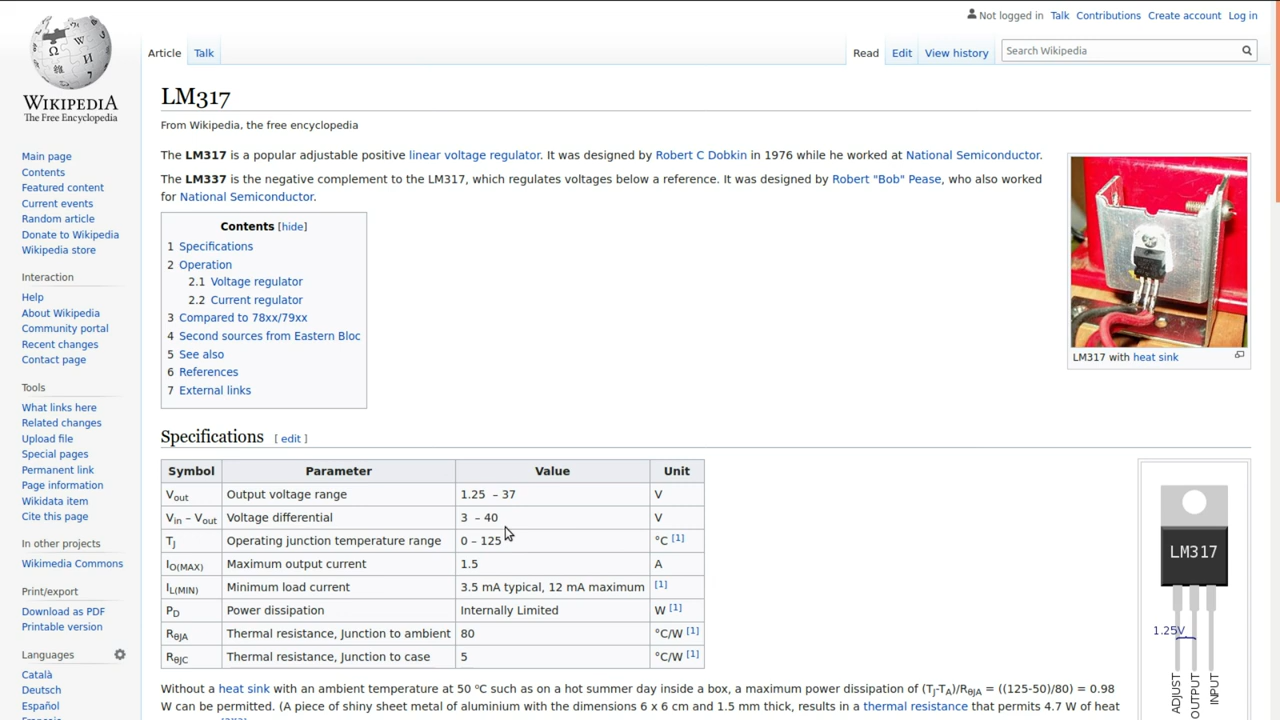 Not logged in Talk Contributions Create account Log in
Article Talk Read Edit View history Search Wikipedia
WIKIPEDIA
The Free Encyclopedia
Main page
Contents
Featured content
Current events
Random article
Donate to Wikipedia
Wikipedia store
Interaction
Help
About Wikipedia
Community portal
Recent changes
Contact page
Tools
What links here
Related changes
Upload file
Special pages
Permanent link
Page information
Wikidata item
Cite this page
In other projects
Wikimedia Commons
Print/export
Download as PDF
Printable version
Languages
Català
Deutsch
Español
LM317
From Wikipedia, the free encyclopedia
The LM317 is a popular adjustable positive linear voltage regulator. It was designed by Robert C Dobkin in 1976 while he worked at National Semiconductor.
The LM337 is the negative complement to the LM317, which regulates voltages below a reference. It was designed by Robert "Bob" Pease, who also worked
for National Semiconductor.
Contents [hide]
1 Specifications
2 Operation
2.1 Voltage regulator
2.2 Current regulator
3 Compared to 78xx/79xx
4 Second sources from Eastern Bloc
5 See also
6 References
7 External links
LM317 with heat sink
Specifications [ edit ]
Symbol Parameter Value Unit
Vout Output voltage range 1.25 – 37 V
Vin – Vout Voltage differential 3 – 40 V
TJ Operating junction temperature range 0 – 125 °C [1]
IO(MAX) Maximum output current 1.5 A
IL(MIN) Minimum load current 3.5 mA typical, 12 mA maximum [1]
PD Power dissipation Internally Limited W [1]
RθJA Thermal resistance, Junction to ambient 80 °C/W [1]
RθJC Thermal resistance, Junction to case 5 °C/W [1]
LM317
1.25V
ADJUST
OUTPUT
INPUT
Without a heat sink with an ambient temperature at 50 °C such as on a hot summer day inside a box, a maximum power dissipation of (TJ-TA)/RθJA = ((125-50)/80) = 0.98
W can be permitted. (A piece of shiny sheet metal of aluminium with the dimensions 6 x 6 cm and 1.5 mm thick, results in a thermal resistance that permits 4.7 W of heat